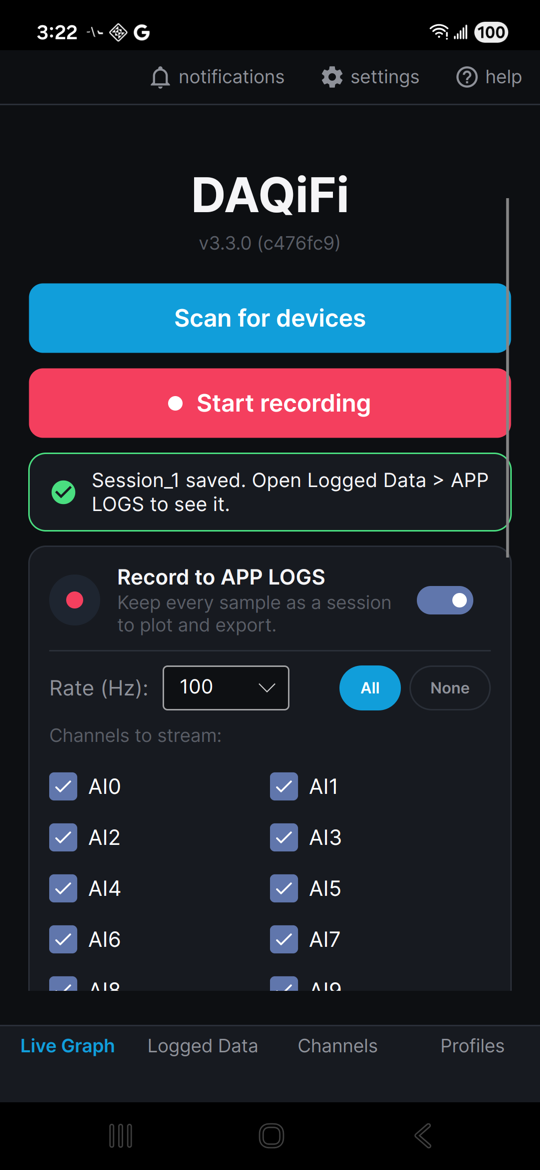 3:22
100
notifications
settings
help
DAQiFi
v3.3.0 (c476fc9)
Scan for devices
Start recording
Session_1 saved. Open Logged Data > APP
LOGS to see it.
Record to APP LOGS
Keep every sample as a session
to plot and export.
Rate (Hz): 100 All None
Channels to stream:
AI0 AI1
AI2 AI3
AI4 AI5
AI6 AI7
AI8 AI9
Live Graph Logged Data Channels Profiles